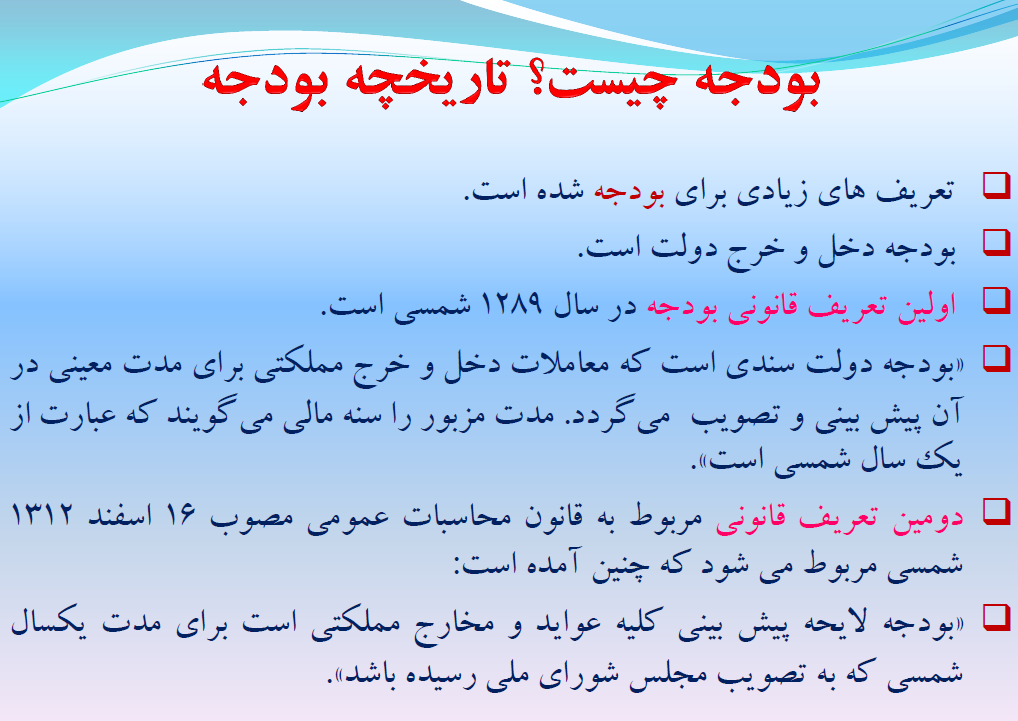 بودجه چیست؟ تاریخچه بودجه
تعریف های زیادی برای بودجه شده است.
بودجه دخل و خرج دولت است.
اولین تعریف قانونی بودجه در سال ۱۲۸۹ شمسی است.
«بودجه دولت سندی است که معاملات دخل و خرج مملکتی برای مدت معینی در
آن پیش بینی و تصویب می‌گردد. مدت مزبور را سنه مالی می‌گویند که عبارت از
یک سال شمسی است».
دومین تعریف قانونی مربوط به قانون محاسبات عمومی مصوب ۱۶ اسفند ۱۳۱۲
شمسی مربوط می شود که چنین آمده است:
«بودجه لایحه پیش بینی کلیه عواید و مخارج مملکتی است برای مدت یکسال
شمسی که به تصویب مجلس شورای ملی رسیده باشد».